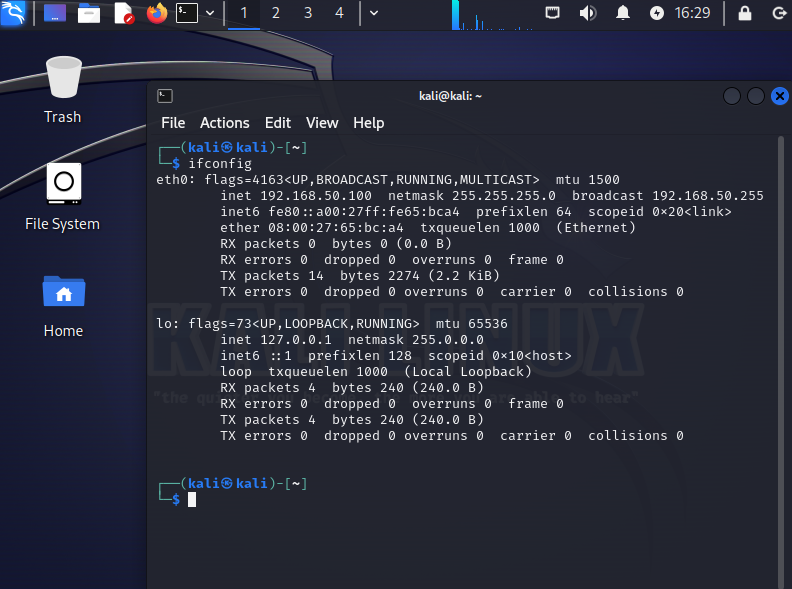 1 2 3 4 16:29
Trash
File System
Home
kali@kali: ~
File Actions Edit View Help
┌──(kali㉿kali)-[~]
└─$ ifconfig
eth0: flags=4163<UP,BROADCAST,RUNNING,MULTICAST>  mtu 1500
        inet 192.168.50.100  netmask 255.255.255.0  broadcast 192.168.50.255
        inet6 fe80::a00:27ff:fe65:bca4  prefixlen 64  scopeid 0x20<link>
        ether 08:00:27:65:bc:a4  txqueuelen 1000  (Ethernet)
        RX packets 0  bytes 0 (0.0 B)
        RX errors 0  dropped 0  overruns 0  frame 0
        TX packets 14  bytes 2274 (2.2 KiB)
        TX errors 0  dropped 0 overruns 0  carrier 0  collisions 0
lo: flags=73<UP,LOOPBACK,RUNNING>  mtu 65536
        inet 127.0.0.1  netmask 255.0.0.0
        inet6 ::1  prefixlen 128  scopeid 0x10<host>
        loop  txqueuelen 1000  (Local Loopback)
        RX packets 4  bytes 240 (240.0 B)
        RX errors 0  dropped 0  overruns 0  frame 0
        TX packets 4  bytes 240 (240.0 B)
        TX errors 0  dropped 0 overruns 0  carrier 0  collisions 0
┌──(kali㉿kali)-[~]
└─$
KALI LINUX